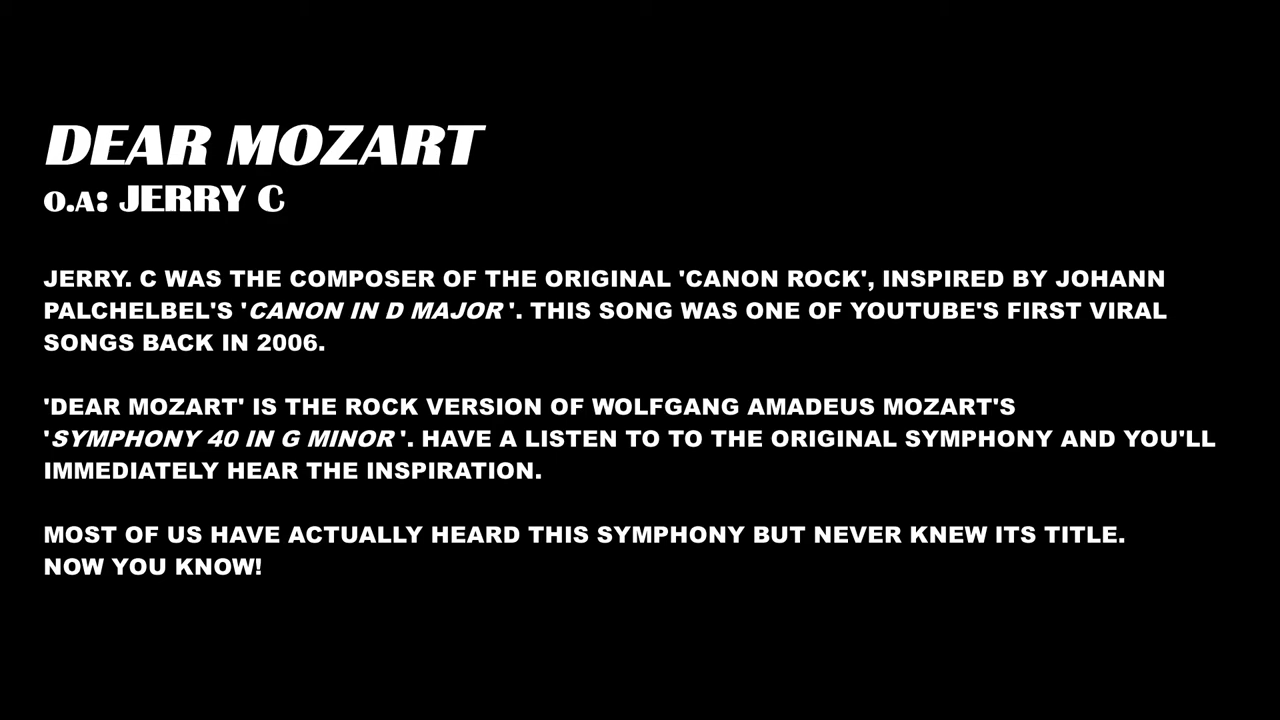 DEAR MOZART
O.A: JERRY C
JERRY. C WAS THE COMPOSER OF THE ORIGINAL 'CANON ROCK', INSPIRED BY JOHANN
PALCHELBEL'S 'CANON IN D MAJOR '. THIS SONG WAS ONE OF YOUTUBE'S FIRST VIRAL
SONGS BACK IN 2006.
'DEAR MOZART' IS THE ROCK VERSION OF WOLFGANG AMADEUS MOZART'S
'SYMPHONY 40 IN G MINOR '. HAVE A LISTEN TO TO THE ORIGINAL SYMPHONY AND YOU'LL
IMMEDIATELY HEAR THE INSPIRATION.
MOST OF US HAVE ACTUALLY HEARD THIS SYMPHONY BUT NEVER KNEW ITS TITLE.
NOW YOU KNOW!